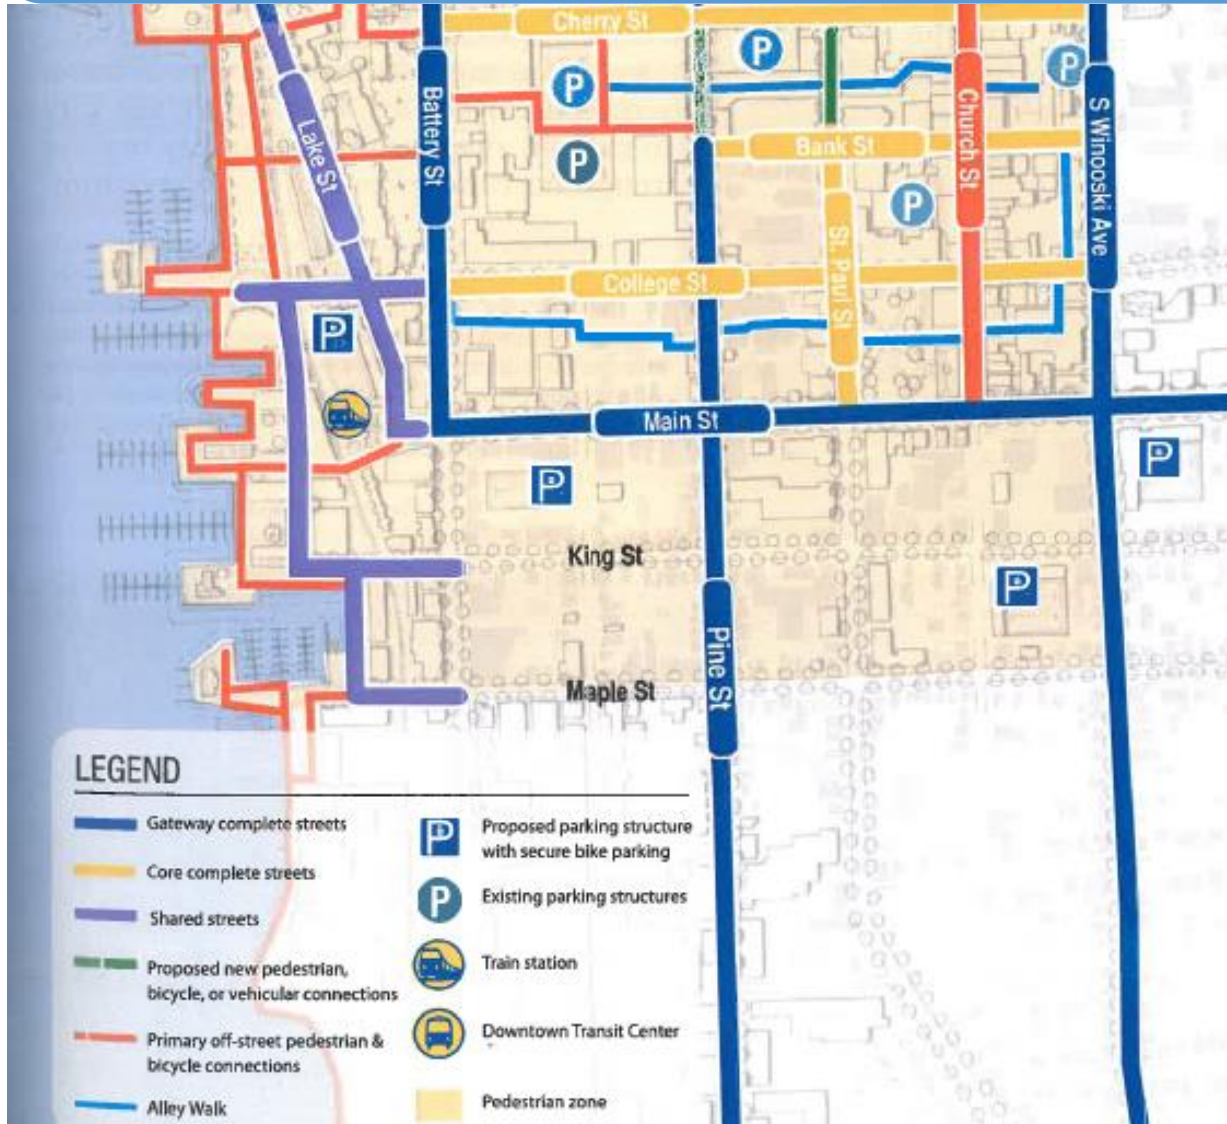 Cherry St
P
P
P
Battery St
Lake St
Church St
S Winooski Ave
Bank St
P
P
St. Paul St
College St
P
Main St
P
P
King St
P
Pine St
Maple St
LEGEND
Gateway complete streets
Core complete streets
Shared streets
Proposed new pedestrian,
bicycle, or vehicular connections
Primary off-street pedestrian &
bicycle connections
Alley Walk
P
Proposed parking structure
with secure bike parking
P
Existing parking structures
Train station
Downtown Transit Center
Pedestrian zone